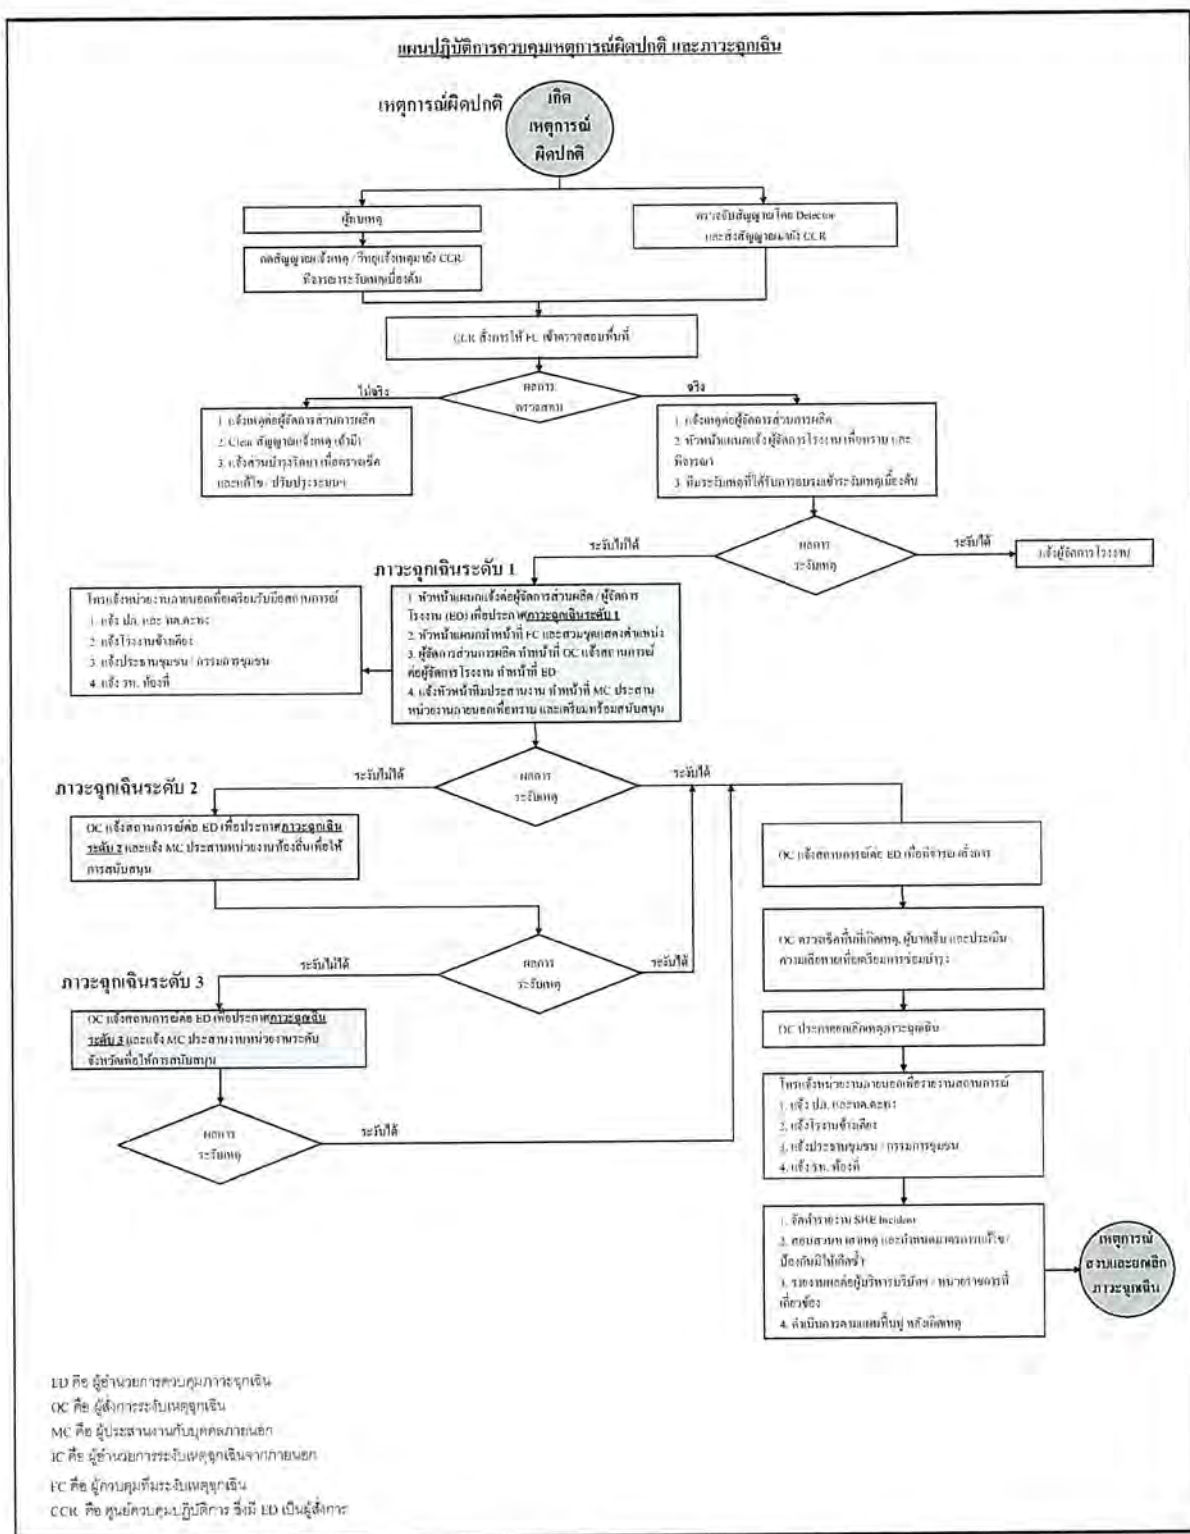 แผนปฏิบัติการควบคุมเหตุการณ์ผิดปกติ และภาวะฉุกเฉิน
เหตุการณ์ผิดปกติ
เกิด
เหตุการณ์
ผิดปกติ
ผู้พบเหตุ
ตรวจจับสัญญาณโดย Detector
และส่งสัญญาณมายัง CCR
กดสัญญาณแจ้งเหตุ / วิทยุแจ้งเหตุมายัง CCR
พิจารณาระงับเหตุเบื้องต้น
CCR สั่งการให้ FC เข้าตรวจสอบพื้นที่
ไม่จริง
ผลการ
ตรวจสอบ
จริง
1. แจ้งเหตุต่อผู้จัดการส่วนการผลิต
2. Clear สัญญาณแจ้งเหตุ (ถ้ามี)
3. แจ้งส่วนบำรุงรักษา เพื่อตรวจเช็ค
และแก้ไข / ปรับปรุงระบบฯ
1. แจ้งเหตุต่อผู้จัดการส่วนการผลิต
2. หัวหน้าแผนกแจ้งผู้จัดการโรงงานเพื่อทราบ และ
พิจารณา
3. ทีมระงับเหตุที่ได้รับการอบรมเข้าระงับเหตุเบื้องต้น
ระงับไม่ได้
ผลการ
ระงับเหตุ
ระงับได้
แจ้งผู้จัดการโรงงาน
ภาวะฉุกเฉินระดับ 1
โทรแจ้งหน่วยงานภายนอกเพื่อเตรียมรับมือสถานการณ์
1. แจ้ง ปภ. และ ทต.ตะพง
2. แจ้งโรงงานข้างเคียง
3. แจ้งประธานชุมชน / กรรมการชุมชน
4. แจ้ง รพ. ท้องที่
1. หัวหน้าแผนกแจ้งต่อผู้จัดการส่วนผลิต / ผู้จัดการ
โรงงาน (ED) เพื่อประกาศภาวะฉุกเฉินระดับ 1
2. หัวหน้าแผนกทำหน้าที่ FC และสวมชุดแสดงตำแหน่ง
3. ผู้จัดการส่วนการผลิต ทำหน้าที่ OC แจ้งสถานการณ์
ต่อผู้จัดการโรงงาน ทำหน้าที่ ED
4. แจ้งหัวหน้าทีมประสานงาน ทำหน้าที่ MC ประสาน
หน่วยงานภายนอกเพื่อทราบ และเตรียมพร้อมสนับสนุน
ระงับไม่ได้
ผลการ
ระงับเหตุ
ระงับได้
ภาวะฉุกเฉินระดับ 2
OC แจ้งสถานการณ์ต่อ ED เพื่อประกาศภาวะฉุกเฉิน
ระดับ 2 และแจ้ง MC ประสานหน่วยงานท้องถิ่นเพื่อให้
การสนับสนุน
OC แจ้งสถานการณ์ต่อ ED เพื่อพิจารณาสั่งการ
OC ตรวจเช็คพื้นที่เกิดเหตุ, ผู้บาดเจ็บ และประเมิน
ความเสียหายเพื่อเตรียมการซ่อมบำรุง
ระงับไม่ได้
ผลการ
ระงับเหตุ
ระงับได้
ภาวะฉุกเฉินระดับ 3
OC แจ้งสถานการณ์ต่อ ED เพื่อประกาศภาวะฉุกเฉิน
ระดับ 3 และแจ้ง MC ประสานงานหน่วยงานระดับ
จังหวัดเพื่อให้การสนับสนุน
OC ประกาศยกเลิกเหตุภาวะฉุกเฉิน
โทรแจ้งหน่วยงานภายนอกเพื่อรายงานสถานการณ์
1. แจ้ง ปภ. และทต.ตะพง
2. แจ้งโรงงานข้างเคียง
3. แจ้งประธานชุมชน / กรรมการชุมชน
4. แจ้ง รพ. ท้องที่
ผลการ
ระงับเหตุ
ระงับได้
1. จัดทำรายงาน SHE Incident
2. สอบสวนหาสาเหตุ และกำหนดมาตรการแก้ไข/
ป้องกันมิให้เกิดซ้ำ
3. รายงานผลต่อผู้บริหารบริษัทฯ / หน่วยราชการที่
เกี่ยวข้อง
4. ดำเนินการตามแผนฟื้นฟู หลังเกิดเหตุ
เหตุการณ์
สงบและยกเลิก
ภาวะฉุกเฉิน
ED คือ ผู้อำนวยการควบคุมภาวะฉุกเฉิน
OC คือ ผู้สั่งการระงับเหตุฉุกเฉิน
MC คือ ผู้ประสานงานกับบุคคลภายนอก
IC คือ ผู้อำนวยการระงับเหตุฉุกเฉินจากภายนอก
FC คือ ผู้ควบคุมทีมระงับเหตุฉุกเฉิน
CCR คือ ศูนย์ควบคุมปฏิบัติการ ซึ่งมี ED เป็นผู้สั่งการ